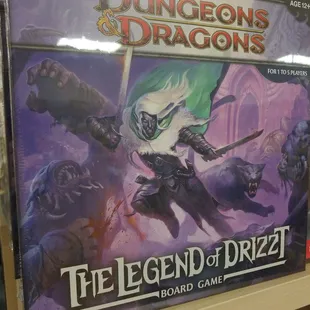 DUNGEONS
& DRAGONS
AGE 12+
FOR 1 TO 5 PLAYERS
THE LEGEND OF DRIZZT
BOARD GAME